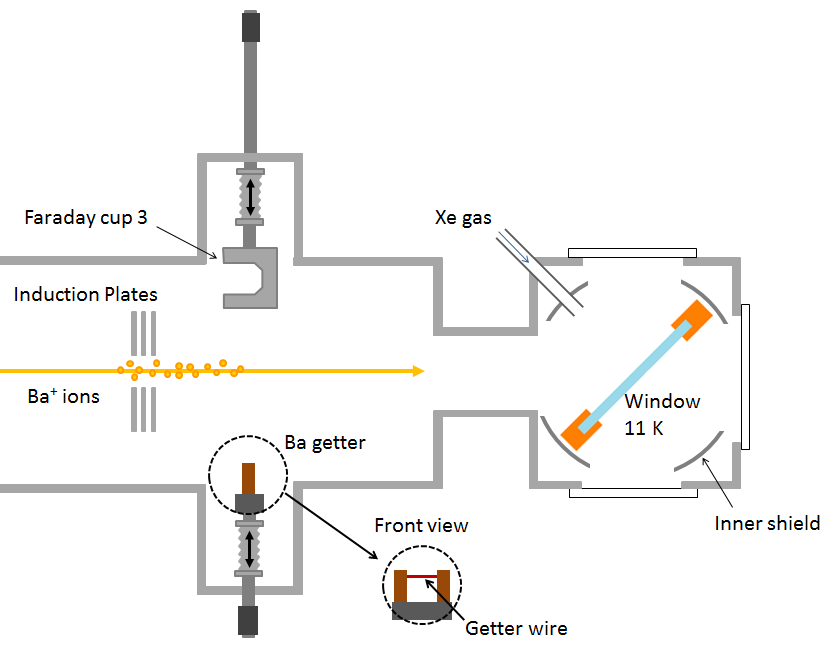 Faraday cup 3
Xe gas
Induction Plates
Ba⁺ ions
Window
11 K
Ba getter
Front view
Inner shield
Getter wire